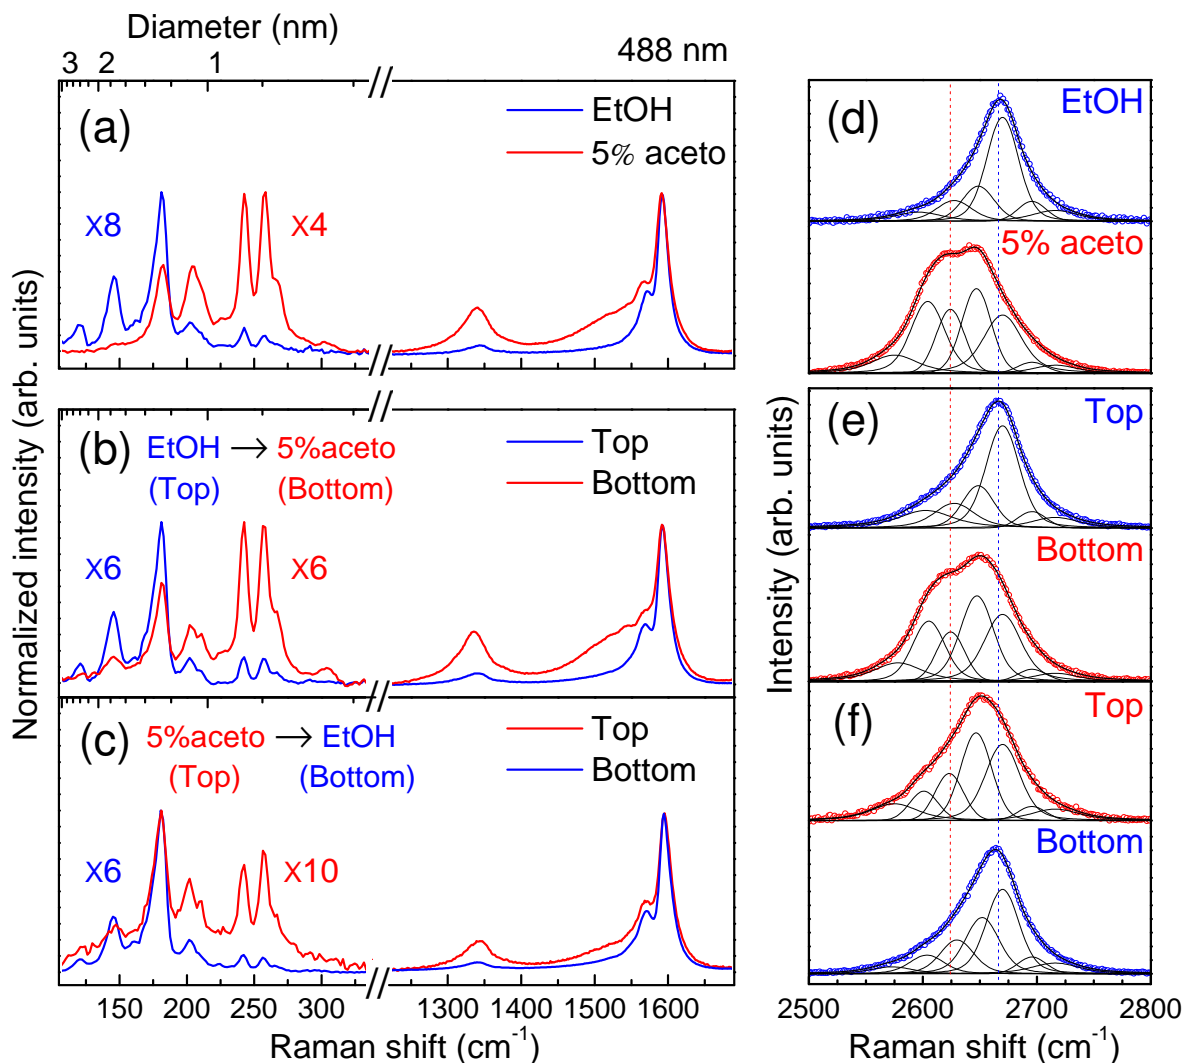 Diameter (nm)
3 2 1
488 nm
(a)
EtOH
5% aceto
X8
X4
(b)
EtOH → 5%aceto
(Top) (Bottom)
Top
Bottom
X6
X6
(c)
5%aceto → EtOH
(Top) (Bottom)
Top
Bottom
X6
X10
Normalized intensity (arb. units)
150 200 250 300 1300 1400 1500 1600
Raman shift (cm-1)
(d)
EtOH
5% aceto
(e)
Top
Bottom
(f)
Top
Bottom
Intensity (arb. units)
2500 2600 2700 2800
Raman shift (cm-1)